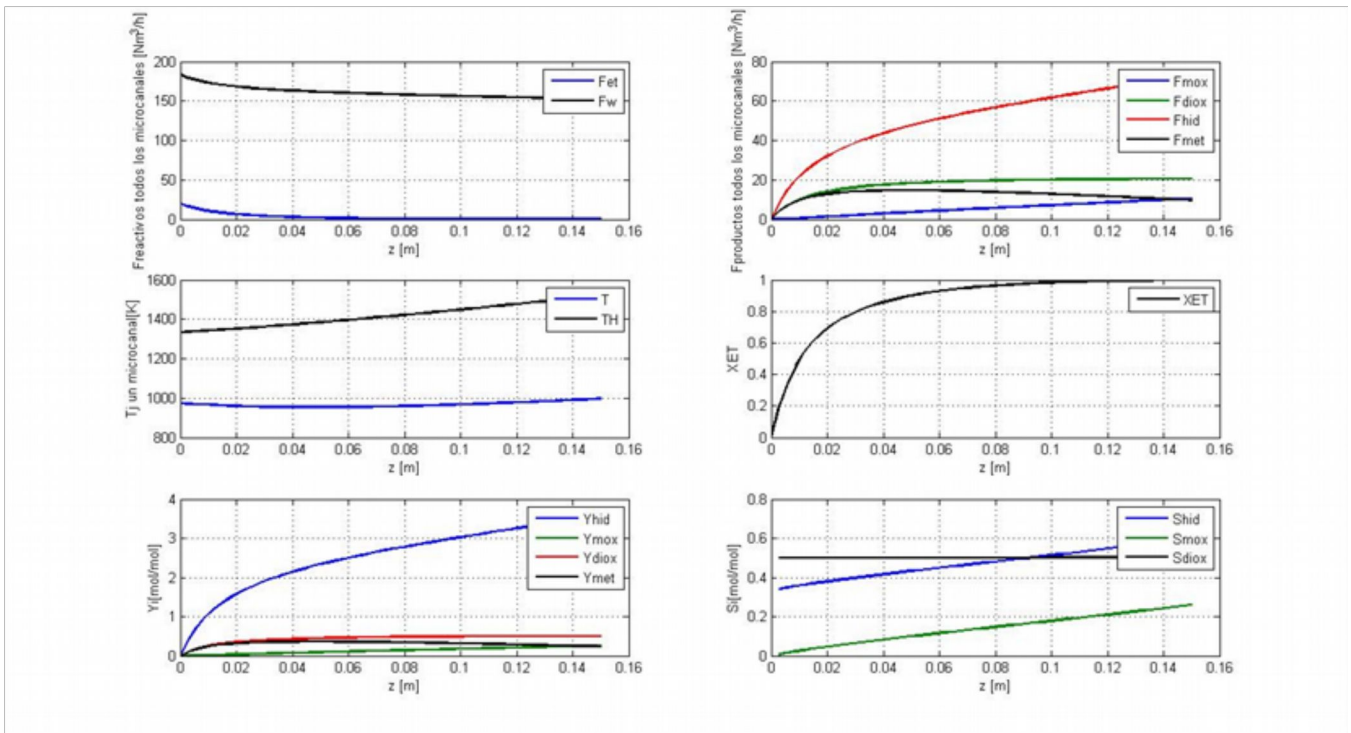 Freactivos todos los microcanales [Nm³/h]
200
150
100
50
0
Fet
Fw
0 0.02 0.04 0.06 0.08 0.1 0.12 0.14 0.16
z [m]
Fproductos todos los microcanales [Nm³/h]
80
60
40
20
0
Fmox
Fdiox
Fhid
Fmet
0 0.02 0.04 0.06 0.08 0.1 0.12 0.14 0.16
z [m]
Tj un microcanal[K]
1600
1400
1200
1000
800
T
TH
0 0.02 0.04 0.06 0.08 0.1 0.12 0.14 0.16
z [m]
XET
1
0.8
0.6
0.4
0.2
0
XET
0 0.02 0.04 0.06 0.08 0.1 0.12 0.14 0.16
z [m]
Yi[mol/mol]
4
3
2
1
0
Yhid
Ymox
Ydiox
Ymet
0 0.02 0.04 0.06 0.08 0.1 0.12 0.14 0.16
z [m]
Si[mol/mol]
0.8
0.6
0.4
0.2
0
Shid
Smox
Sdiox
0 0.02 0.04 0.06 0.08 0.1 0.12 0.14 0.16
z [m]